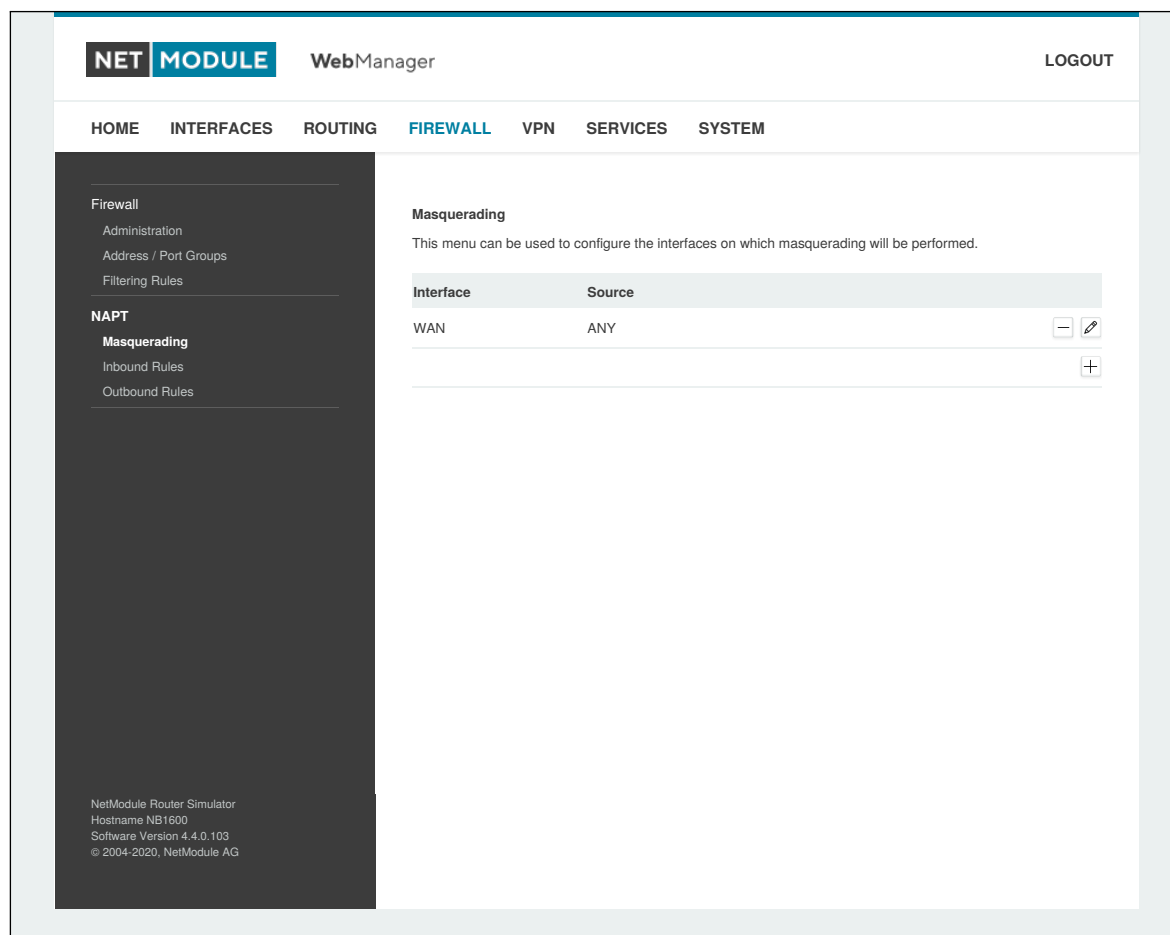 NET MODULE WebManager LOGOUT
HOME INTERFACES ROUTING FIREWALL VPN SERVICES SYSTEM
Firewall
Administration
Address / Port Groups
Filtering Rules
NAPT
Masquerading
Inbound Rules
Outbound Rules
Masquerading
This menu can be used to configure the interfaces on which masquerading will be performed.
Interface Source
WAN ANY
NetModule Router Simulator
Hostname NB1600
Software Version 4.4.0.103
© 2004-2020, NetModule AG